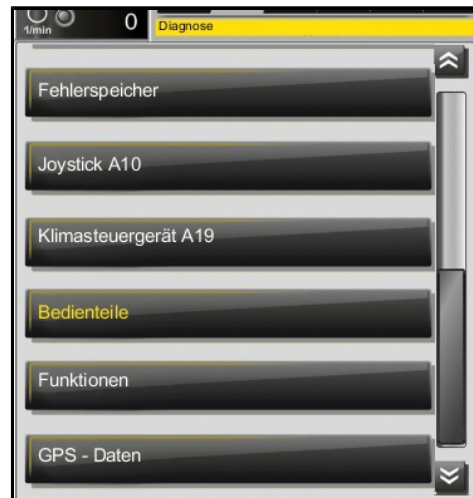 1/min
0
Diagnose
Fehlerspeicher
Joystick A10
Klimasteuergerät A19
Bedienteile
Funktionen
GPS - Daten